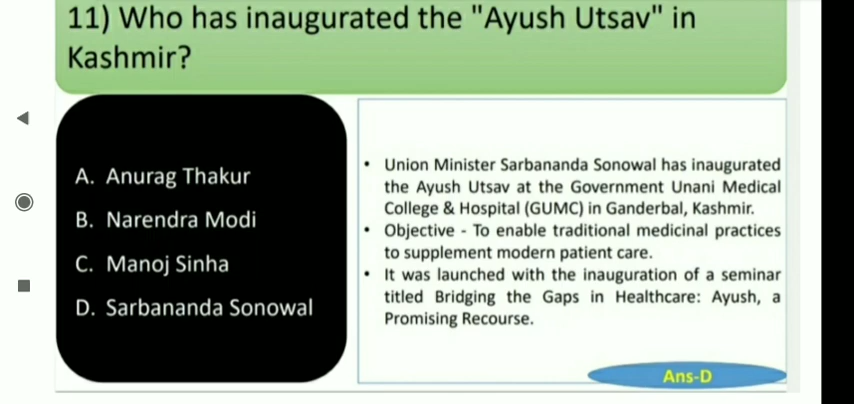 11) Who has inaugurated the "Ayush Utsav" in
Kashmir?
A. Anurag Thakur
B. Narendra Modi
C. Manoj Sinha
D. Sarbananda Sonowal
• Union Minister Sarbananda Sonowal has inaugurated
the Ayush Utsav at the Government Unani Medical
College & Hospital (GUMC) in Ganderbal, Kashmir.
• Objective - To enable traditional medicinal practices
to supplement modern patient care.
• It was launched with the inauguration of a seminar
titled Bridging the Gaps in Healthcare: Ayush, a
Promising Recourse.
Ans-D